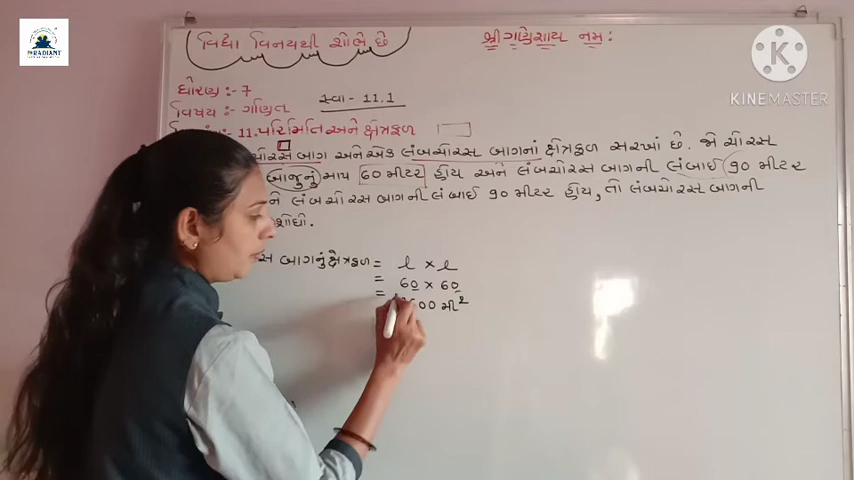 RADIANT
વિદ્યા વિનયથી શોભે છે
શ્રી ગણેશાય નમઃ
KINEMASTER
ધોરણ :- 7
વિષય :- ગણિત
સ્વા - 11.1
:- 11. પરિમિતિ અને ક્ષેત્રફળ
ચોરસ બાગ અને એક લંબચોરસ બાગનાં ક્ષેત્રફળ સરખાં છે. જો ચોરસ
બાજુનું માપ 60 મીટર હોય અને લંબચોરસ બાગની લંબાઈ 90 મીટર
લંબચોરસ બાગની લંબાઈ 90 મીટર હોય, તો લંબચોરસ બાગની
શોધો.
બાગનું ક્ષેત્રફળ = l × l
= 60 × 60
= 3600 મી²